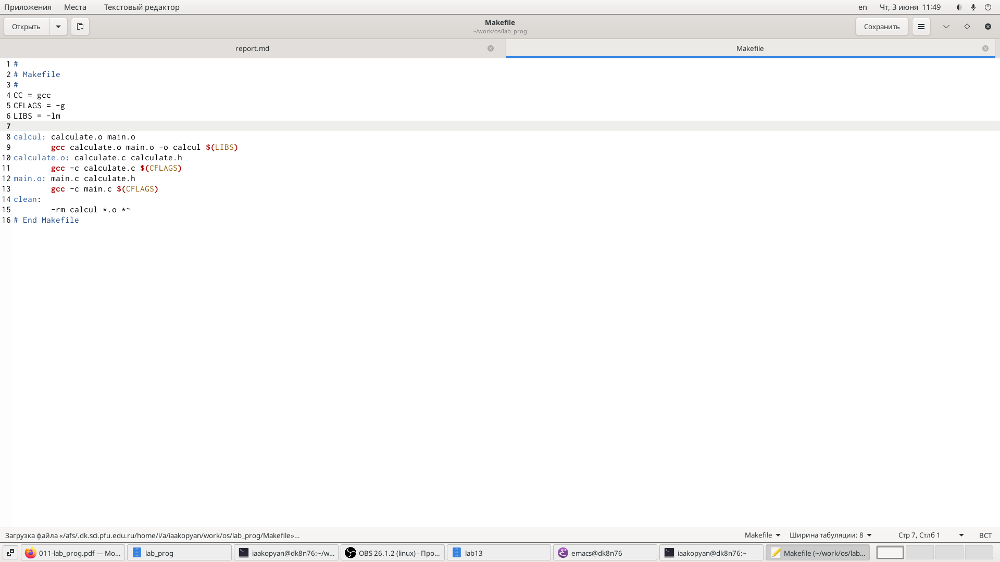 Приложения Места Текстовый редактор en Чт, 3 июня 11:49
Открыть Makefile Сохранить
~/work/os/lab_prog
report.md Makefile
1 #
2 # Makefile
3 #
4 CC = gcc
5 CFLAGS = -g
6 LIBS = -lm
7
8 calcul: calculate.o main.o
9         gcc calculate.o main.o -o calcul $(LIBS)
10 calculate.o: calculate.c calculate.h
11         gcc -c calculate.c $(CFLAGS)
12 main.o: main.c calculate.h
13         gcc -c main.c $(CFLAGS)
14 clean:
15         -rm calcul *.o *~
16 # End Makefile
Загрузка файла «/afs/.dk.sci.pfu.edu.ru/home/i/a/iaakopyan/work/os/lab_prog/Makefile»… Makefile Ширина табуляции: 8 Стр 7, Стлб 1 ВСТ
011-lab_prog.pdf — Mo… lab_prog iaakopyan@dk8n76:~/w… OBS 26.1.2 (linux) - Про… lab13 emacs@dk8n76 iaakopyan@dk8n76:~ Makefile (~/work/os/lab…